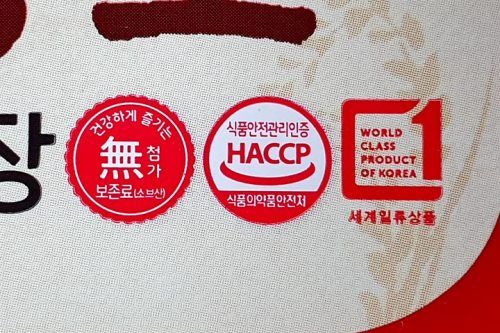 장
건강하게 즐기는
無 첨가
보존료(소브산)
식품안전관리인증
HACCP
식품의약품안전처
1
WORLD
CLASS
PRODUCT
OF KOREA
세계일류상품